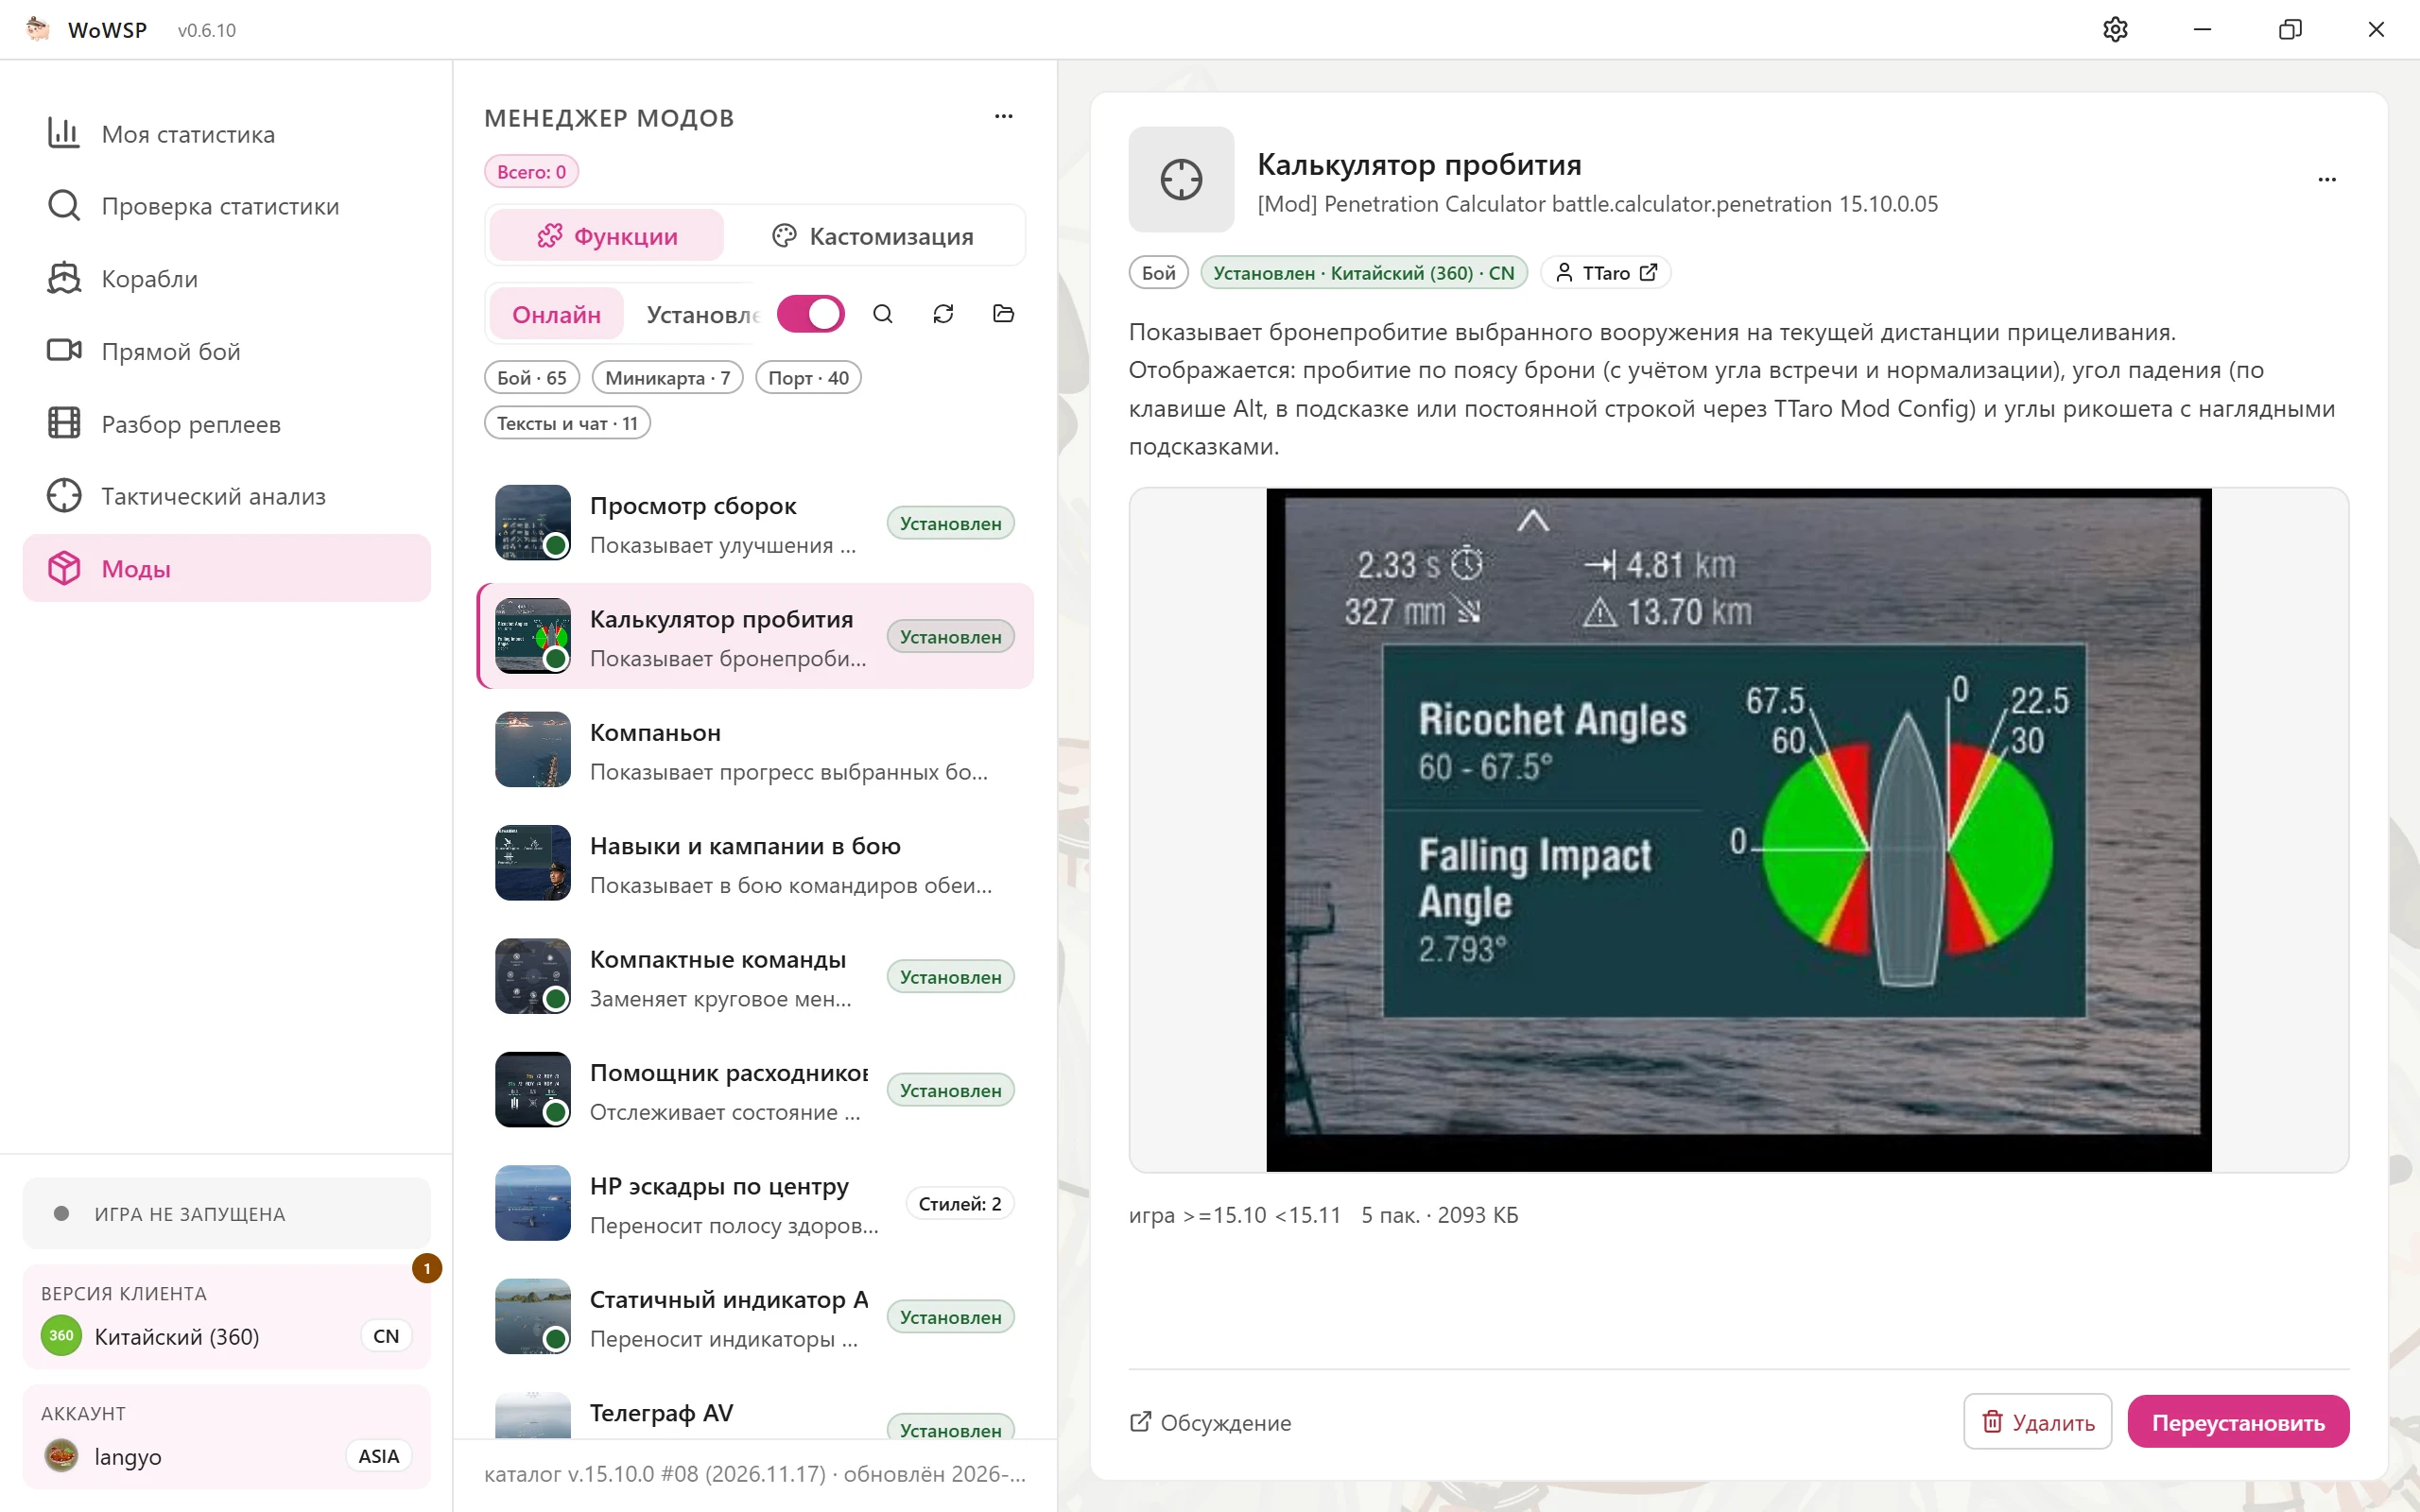 WoWSP v0.6.10
Моя статистика
Проверка статистики
Корабли
Прямой бой
Разбор реплеев
Тактический анализ
Моды
ИГРА НЕ ЗАПУЩЕНА
1
ВЕРСИЯ КЛИЕНТА
360 Китайский (360) CN
АККАУНТ
langyo ASIA
МЕНЕДЖЕР МОДОВ
Всего: 0
Функции Кастомизация
Онлайн Установле
Бой · 65 Миникарта · 7 Порт · 40
Тексты и чат · 11
Просмотр сборок
Показывает улучшения ...
Установлен
Калькулятор пробития
Показывает бронепроби...
Установлен
Компаньон
Показывает прогресс выбранных бо...
Навыки и кампании в бою
Показывает в бою командиров обеи...
Компактные команды
Заменяет круговое мен...
Установлен
Помощник расходников
Отслеживает состояние ...
Установлен
HP эскадры по центру
Переносит полосу здоров...
Стилей: 2
Статичный индикатор A
Переносит индикаторы ...
Установлен
Телеграф AV
Установлен
каталог v.15.10.0 #08 (2026.11.17) · обновлён 2026-...
Калькулятор пробития
[Mod] Penetration Calculator battle.calculator.penetration 15.10.0.05
Бой Установлен · Китайский (360) · CN TTaro
Показывает бронепробитие выбранного вооружения на текущей дистанции прицеливания.
Отображается: пробитие по поясу брони (с учётом угла встречи и нормализации), угол падения (по
клавише Alt, в подсказке или постоянной строкой через TTaro Mod Config) и углы рикошета с наглядными
подсказками.
2.33 s 4.81 km
327 mm 13.70 km
Ricochet Angles
60 - 67.5°
Falling Impact
Angle
2.793°
67.5 0 22.5
60 30
0
игра >=15.10 <15.11 5 пак. · 2093 КБ
Обсуждение Удалить Переустановить